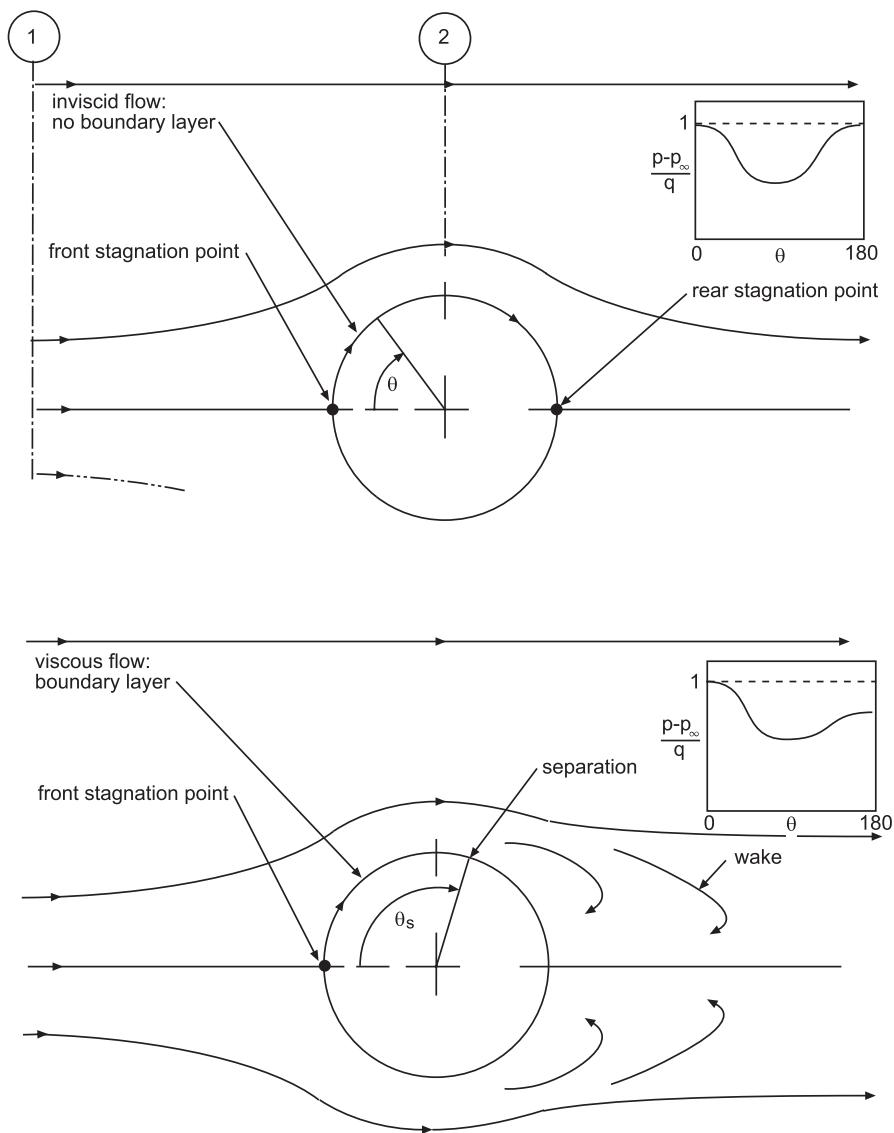 1
2
inviscid flow:
no boundary layer
1
p-p∞
q
0
θ
180
front stagnation point
rear stagnation point
θ
viscous flow:
boundary layer
1
p-p∞
q
0
θ
180
separation
front stagnation point
wake
θs